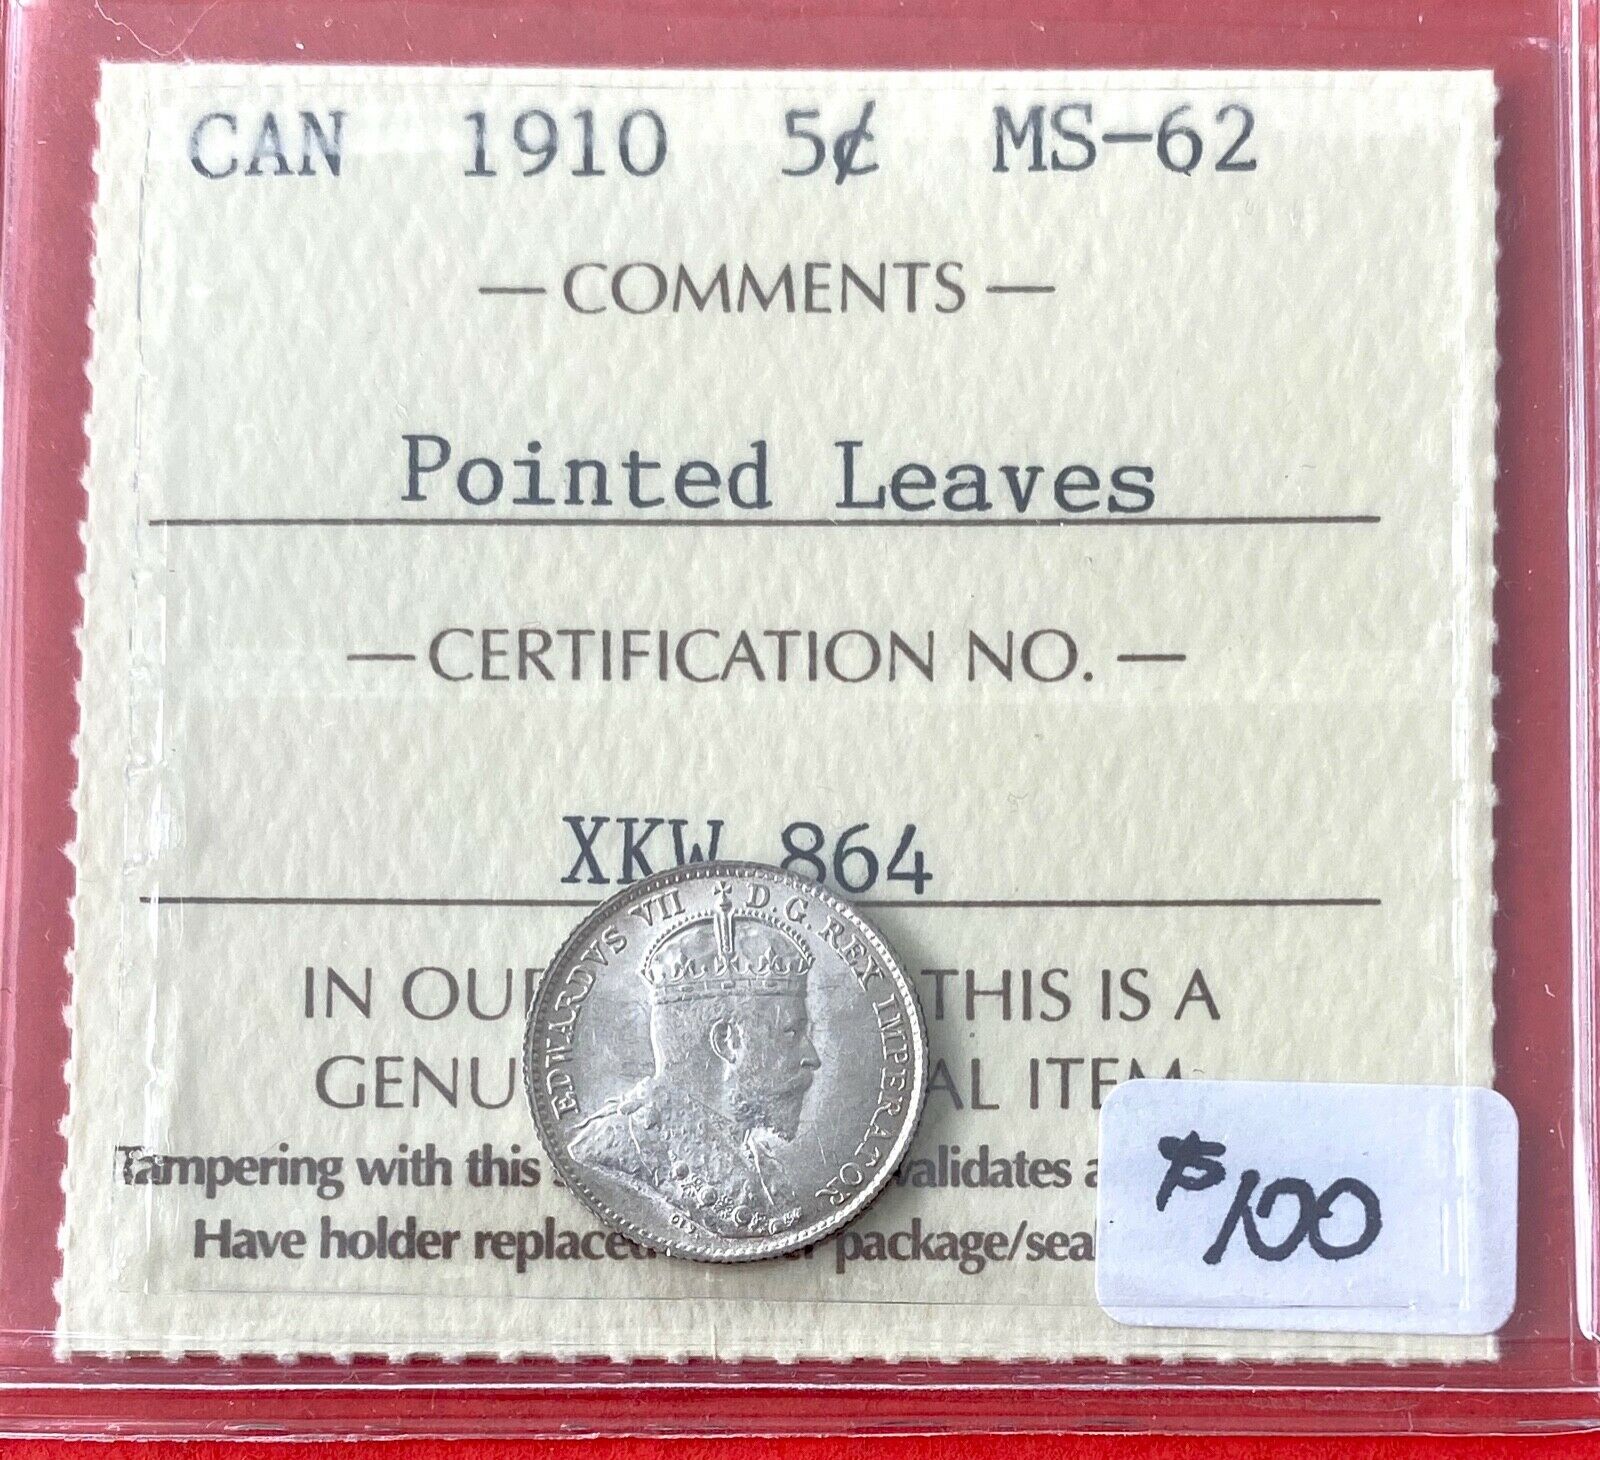 CAN 1910 5¢ MS-62
— COMMENTS —
Pointed Leaves
— CERTIFICATION NO. —
XKW 864
IN OU THIS IS A
GENU AL ITEM
Tampering with this validates a
Have holder replaced package/sea
$100
EDWARDVS VII D.G. REX IMPERATOR